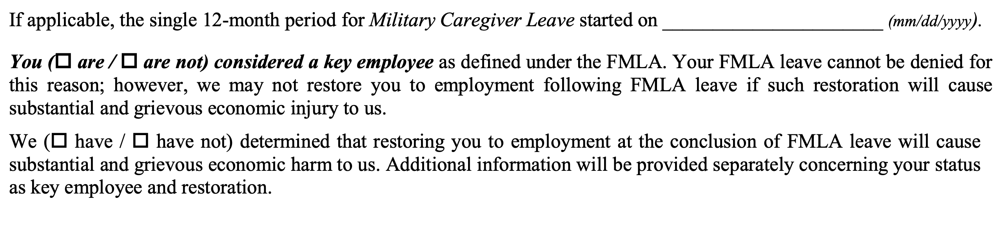 If applicable, the single 12-month period for Military Caregiver Leave started on ______________________ (mm/dd/yyyy).
You (☐ are / ☐ are not) considered a key employee as defined under the FMLA. Your FMLA leave cannot be denied for
this reason; however, we may not restore you to employment following FMLA leave if such restoration will cause
substantial and grievous economic injury to us.
We (☐ have / ☐ have not) determined that restoring you to employment at the conclusion of FMLA leave will cause
substantial and grievous economic harm to us. Additional information will be provided separately concerning your status
as key employee and restoration.